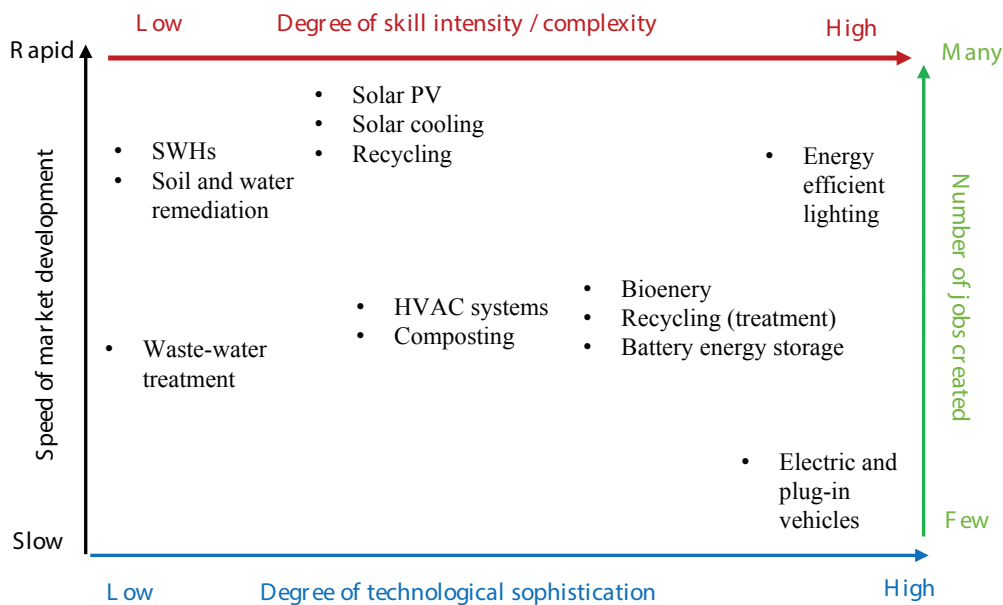 Low Degree of skill intensity / complexity High
Rapid
Many
• Solar PV
• Solar cooling
• Recycling
• SWHs
• Soil and water
remediation
• Energy
efficient
lighting
Speed of market development
Number of jobs created
• HVAC systems
• Composting
• Bioenery
• Recycling (treatment)
• Battery energy storage
• Waste-water
treatment
• Electric and
plug-in
vehicles
Slow
Few
Low Degree of technological sophistication High